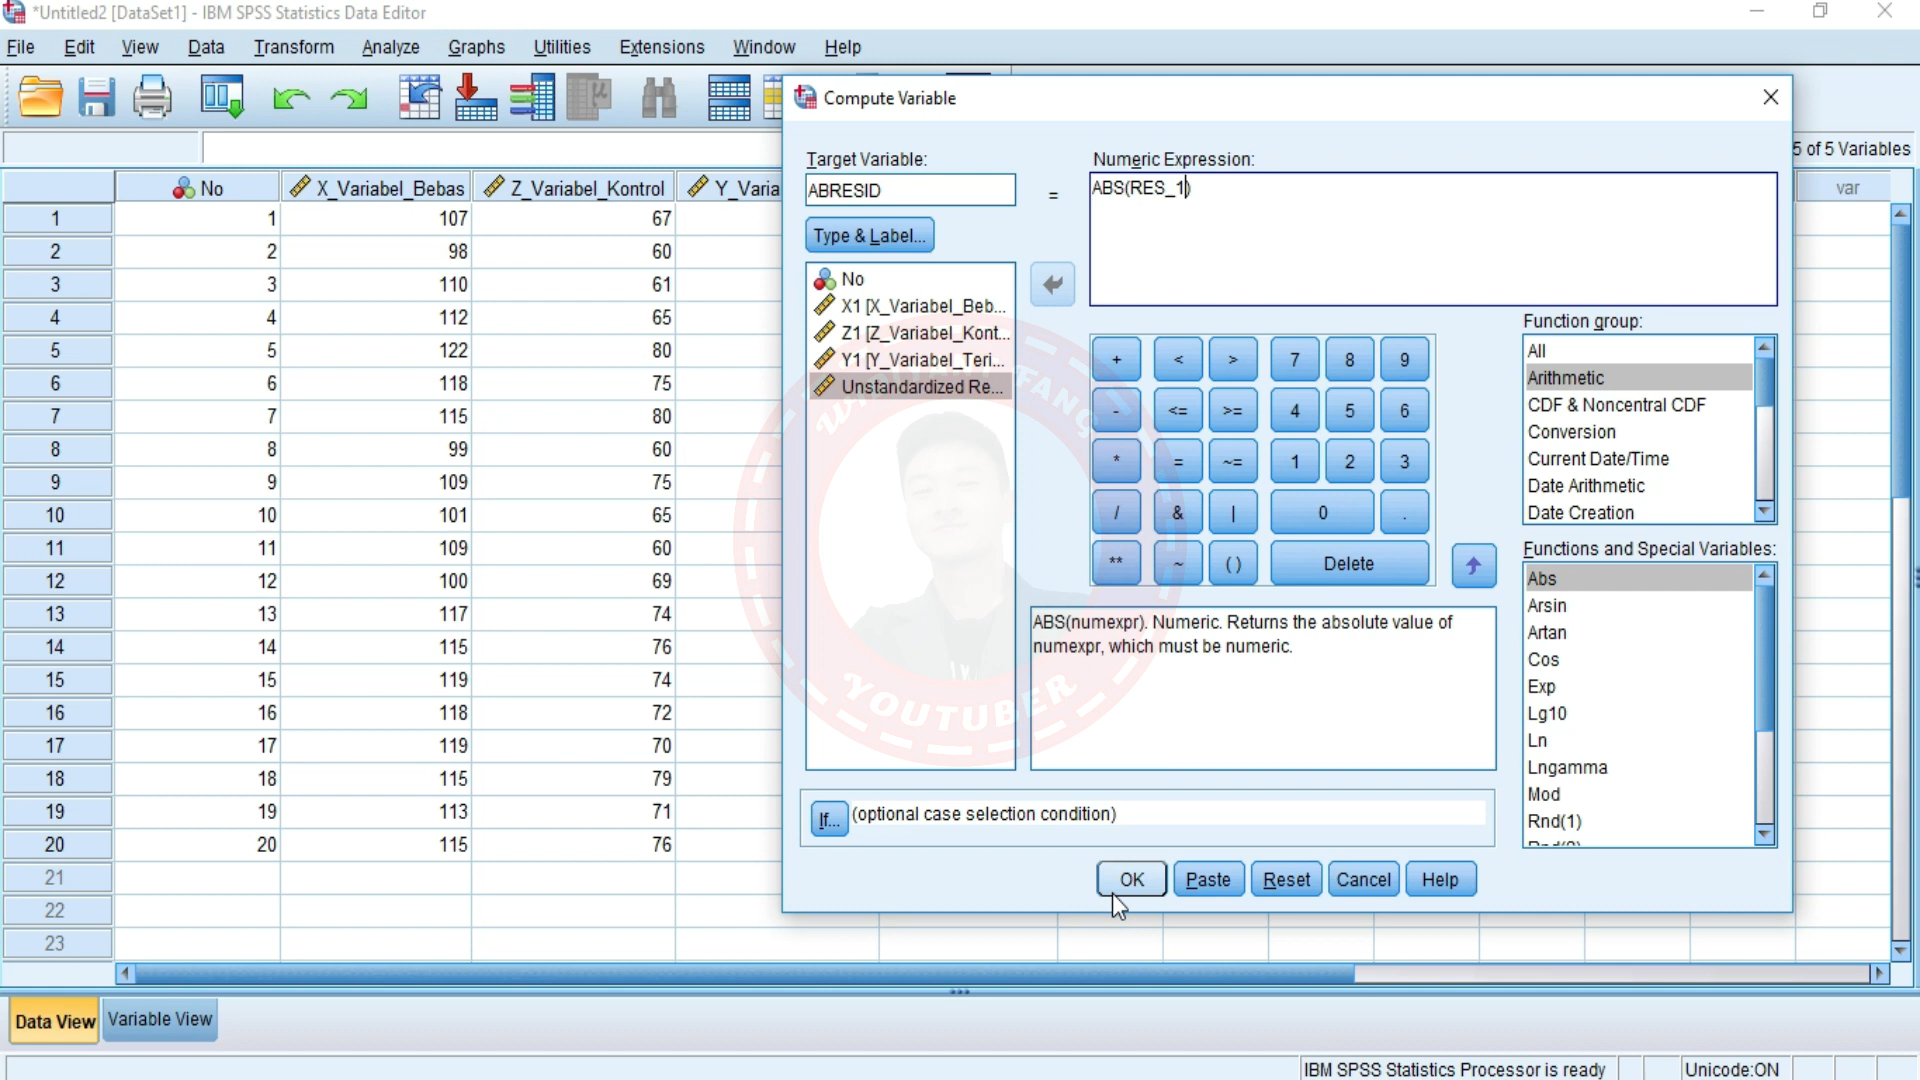 *Untitled2 [DataSet1] - IBM SPSS Statistics Data Editor
File Edit View Data Transform Analyze Graphs Utilities Extensions Window Help
Compute Variable
5 of 5 Variables
Target Variable:
Numeric Expression:
ABRESID
=
ABS(RES_1)
Type & Label...
No X_Variabel_Bebas Z_Variabel_Kontrol Y_Varia var
1 1 107 67
2 2 98 60
3 3 110 61
4 4 112 65
5 5 122 80
6 6 118 75
7 7 115 80
8 8 99 60
9 9 109 75
10 10 101 65
11 11 109 60
12 12 100 69
13 13 117 74
14 14 115 76
15 15 119 74
16 16 118 72
17 17 119 70
18 18 115 79
19 19 113 71
20 20 115 76
21
22
23
No
X1 [X_Variabel_Beb...
Z1 [Z_Variabel_Kont...
Y1 [Y_Variabel_Teri...
Unstandardized Re...
+ < > 7 8 9
- <= >= 4 5 6
* = ~= 1 2 3
/ & | 0 .
** ~ ( ) Delete
Function group:
All
Arithmetic
CDF & Noncentral CDF
Conversion
Current Date/Time
Date Arithmetic
Date Creation
Functions and Special Variables:
Abs
Arsin
Artan
Cos
Exp
Lg10
Ln
Lngamma
Mod
Rnd(1)
ABS(numexpr). Numeric. Returns the absolute value of
numexpr, which must be numeric.
YOUTUBER
If... (optional case selection condition)
OK Paste Reset Cancel Help
Data View Variable View
IBM SPSS Statistics Processor is ready
Unicode:ON